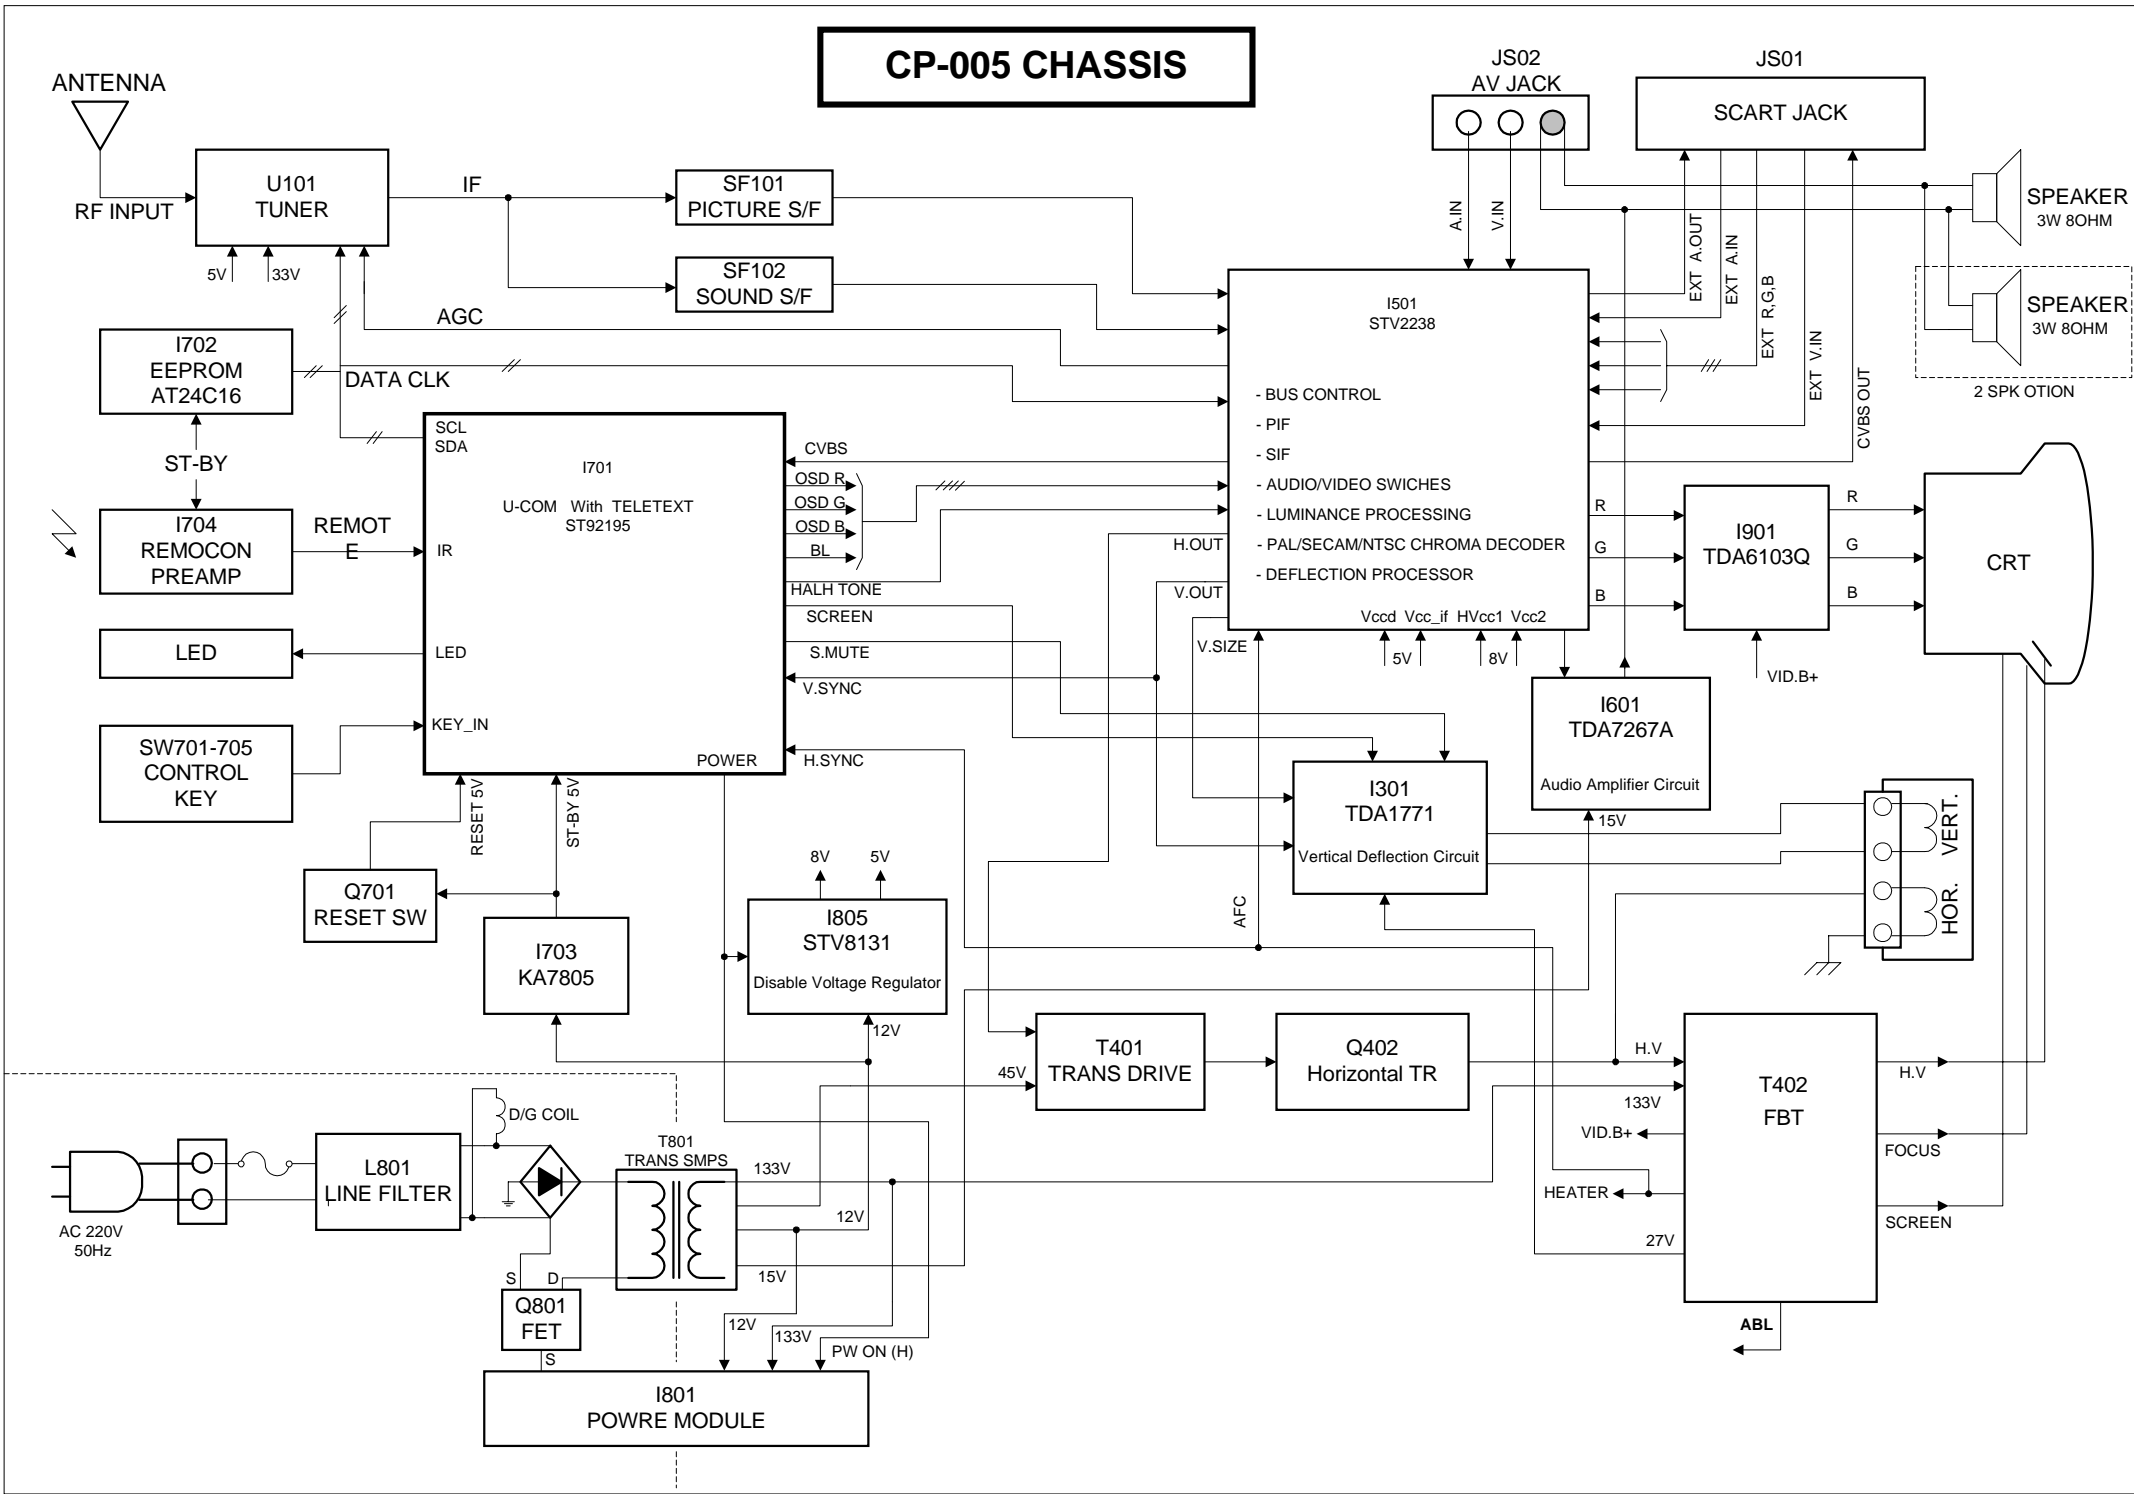 CP-005 CHASSIS
ANTENNA
RF INPUT
U101
TUNER
5V
33V
IF
SF101
PICTURE S/F
SF102
SOUND S/F
AGC
JS02
AV JACK
A.IN
V.IN
JS01
SCART JACK
EXT A.OUT
EXT A.IN
EXT R,G,B
EXT V.IN
CVBS OUT
SPEAKER
3W 8OHM
SPEAKER
3W 8OHM
2 SPK OTION
I702
EEPROM
AT24C16
DATA CLK
ST-BY
I704
REMOCON
PREAMP
REMOT
E
LED
SW701-705
CONTROL
KEY
SCL
SDA
I701
U-COM With TELETEXT
ST92195
IR
LED
KEY_IN
POWER
CVBS
OSD R
OSD G
OSD B
BL
HALH TONE
SCREEN
S.MUTE
V.SYNC
H.SYNC
I501
STV2238
- BUS CONTROL
- PIF
- SIF
- AUDIO/VIDEO SWICHES
- LUMINANCE PROCESSING
- PAL/SECAM/NTSC CHROMA DECODER
- DEFLECTION PROCESSOR
Vccd Vcc_if HVcc1 Vcc2
5V
8V
H.OUT
V.OUT
V.SIZE
AFC
R
G
B
I901
TDA6103Q
VID.B+
R
G
B
CRT
I601
TDA7267A
Audio Amplifier Circuit
15V
I301
TDA1771
Vertical Deflection Circuit
VERT.
HOR.
RESET 5V
ST-BY 5V
Q701
RESET SW
I703
KA7805
8V
5V
I805
STV8131
Disable Voltage Regulator
12V
T401
TRANS DRIVE
45V
Q402
Horizontal TR
H.V
133V
VID.B+
HEATER
27V
T402
FBT
H.V
FOCUS
SCREEN
ABL
AC 220V
50Hz
L801
LINE FILTER
D/G COIL
T801
TRANS SMPS
133V
12V
15V
S
D
Q801
FET
S
12V
133V
PW ON (H)
I801
POWRE MODULE